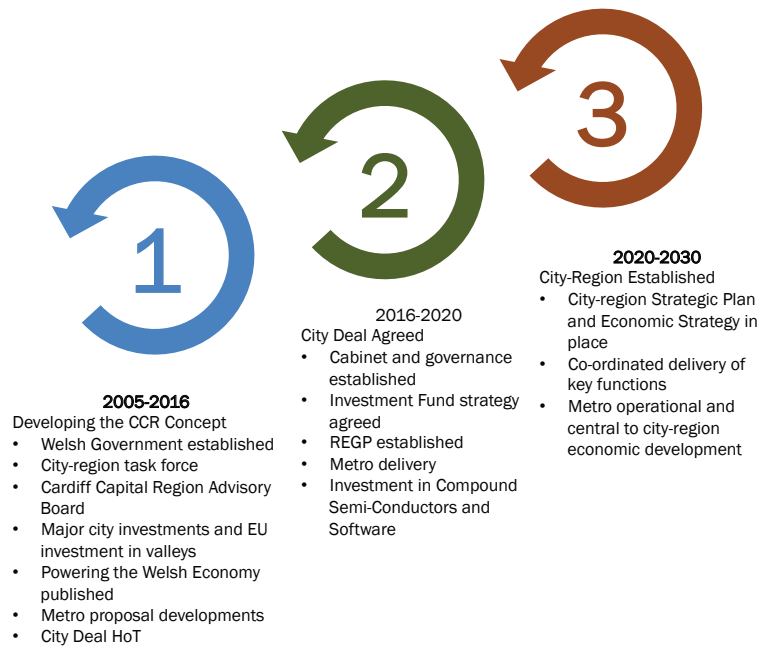 1
2005-2016
Developing the CCR Concept
• Welsh Government established
• City-region task force
• Cardiff Capital Region Advisory
Board
• Major city investments and EU
investment in valleys
• Powering the Welsh Economy
published
• Metro proposal developments
• City Deal HoT
2
2016-2020
City Deal Agreed
• Cabinet and governance
established
• Investment Fund strategy
agreed
• REGP established
• Metro delivery
• Investment in Compound
Semi-Conductors and
Software
3
2020-2030
City-Region Established
• City-region Strategic Plan
and Economic Strategy in
place
• Co-ordinated delivery of
key functions
• Metro operational and
central to city-region
economic development